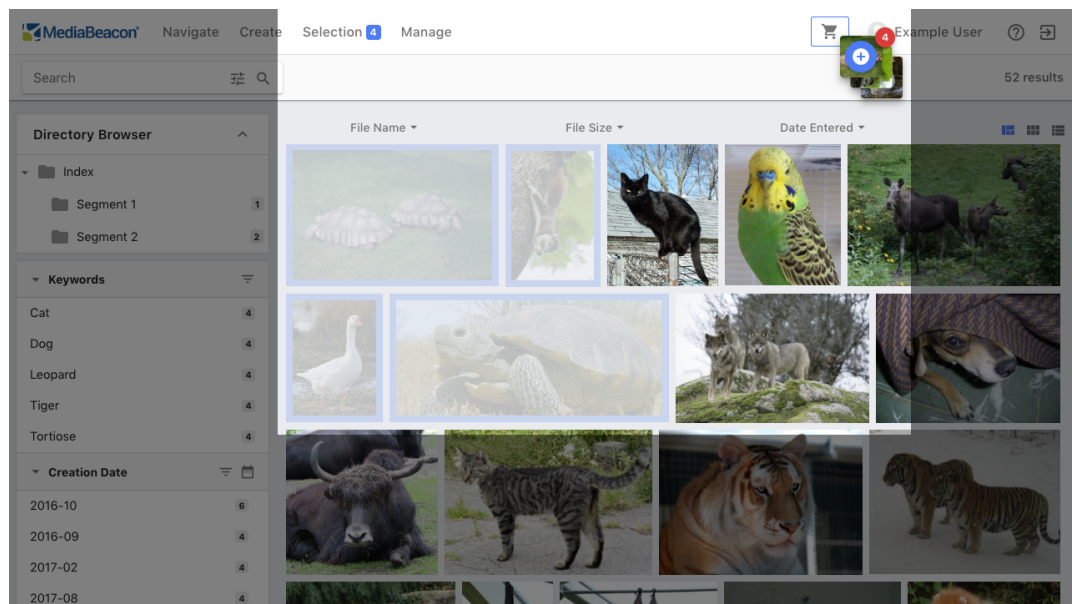 MediaBeacon® Navigate Create Selection 4 Manage Example User
4
Search 52 results
Directory Browser File Name File Size Date Entered
Index
Segment 1 1
Segment 2 2
Keywords
Cat 4
Dog 4
Leopard 4
Tiger 4
Tortiose 4
Creation Date
2016-10 6
2016-09 4
2017-02 4
2017-08 4